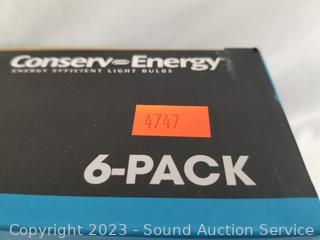 Conserv-Energy
ENERGY EFFICIENT LIGHT BULBS
4747
6-PACK
Copyright 2023 - Sound Auction Service